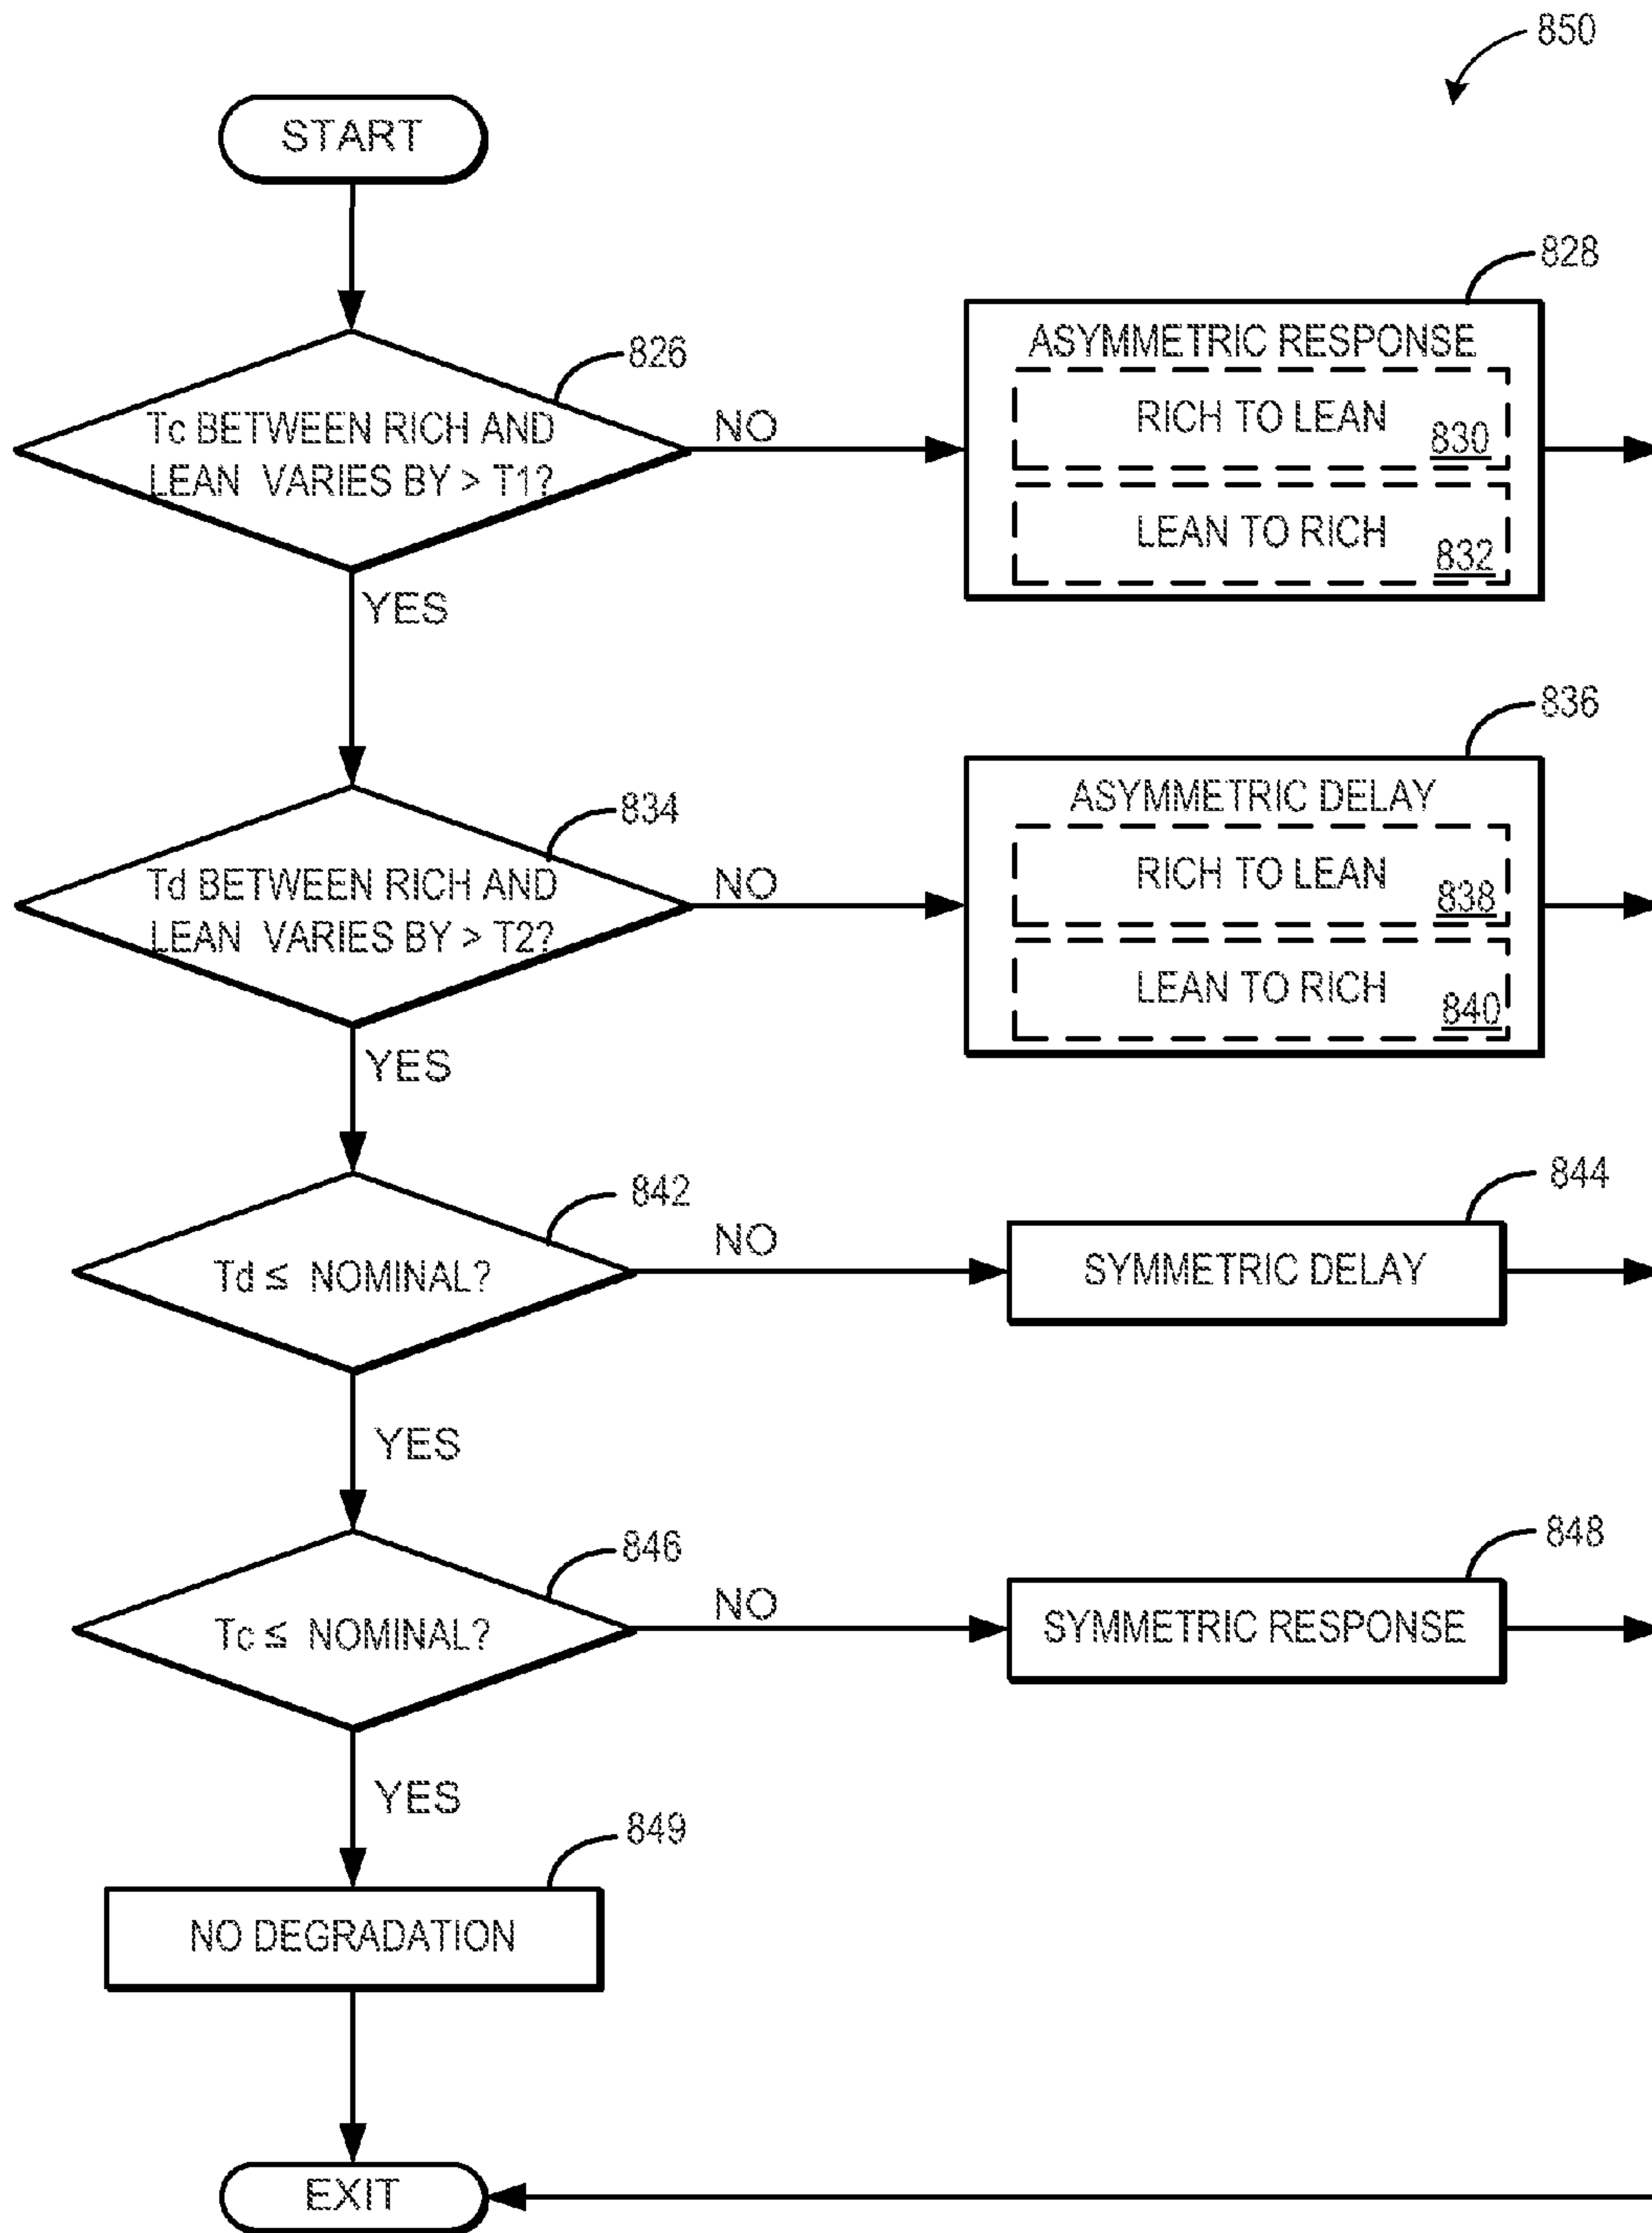 850
START
828
826
ASYMMETRIC RESPONSE
Tc BETWEEN RICH AND
LEAN VARIES BY > T1?
NO
RICH TO LEAN
830
LEAN TO RICH
832
YES
836
834
ASYMMETRIC DELAY
Td BETWEEN RICH AND
LEAN VARIES BY > T2?
NO
RICH TO LEAN
838
LEAN TO RICH
840
YES
842
844
Td ≤ NOMINAL?
NO
SYMMETRIC DELAY
YES
846
848
Tc ≤ NOMINAL?
NO
SYMMETRIC RESPONSE
YES
849
NO DEGRADATION
EXIT